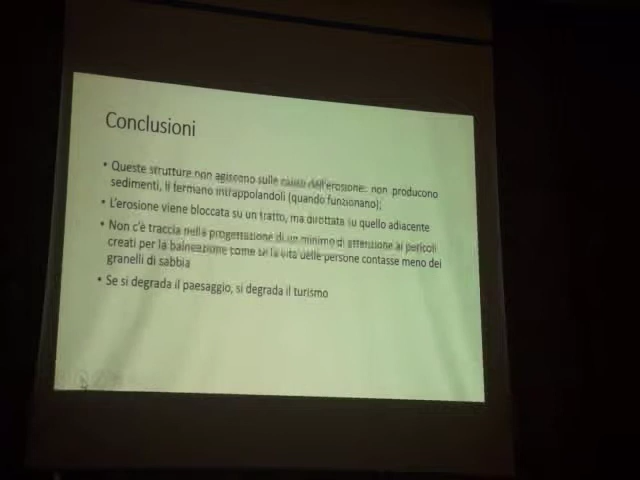 Conclusioni
• Queste strutture non agiscono sulle cause dell'erosione: non producono
sedimenti, li fermano intrappolandoli (quando funzionano);
• L'erosione viene bloccata su un tratto, ma dirottata su quello adiacente
• Non c'è traccia nella progettazione di un minimo di attenzione ai pericoli
creati per la balneazione come se la vita delle persone contasse meno dei
granelli di sabbia
• Se si degrada il paesaggio, si degrada il turismo